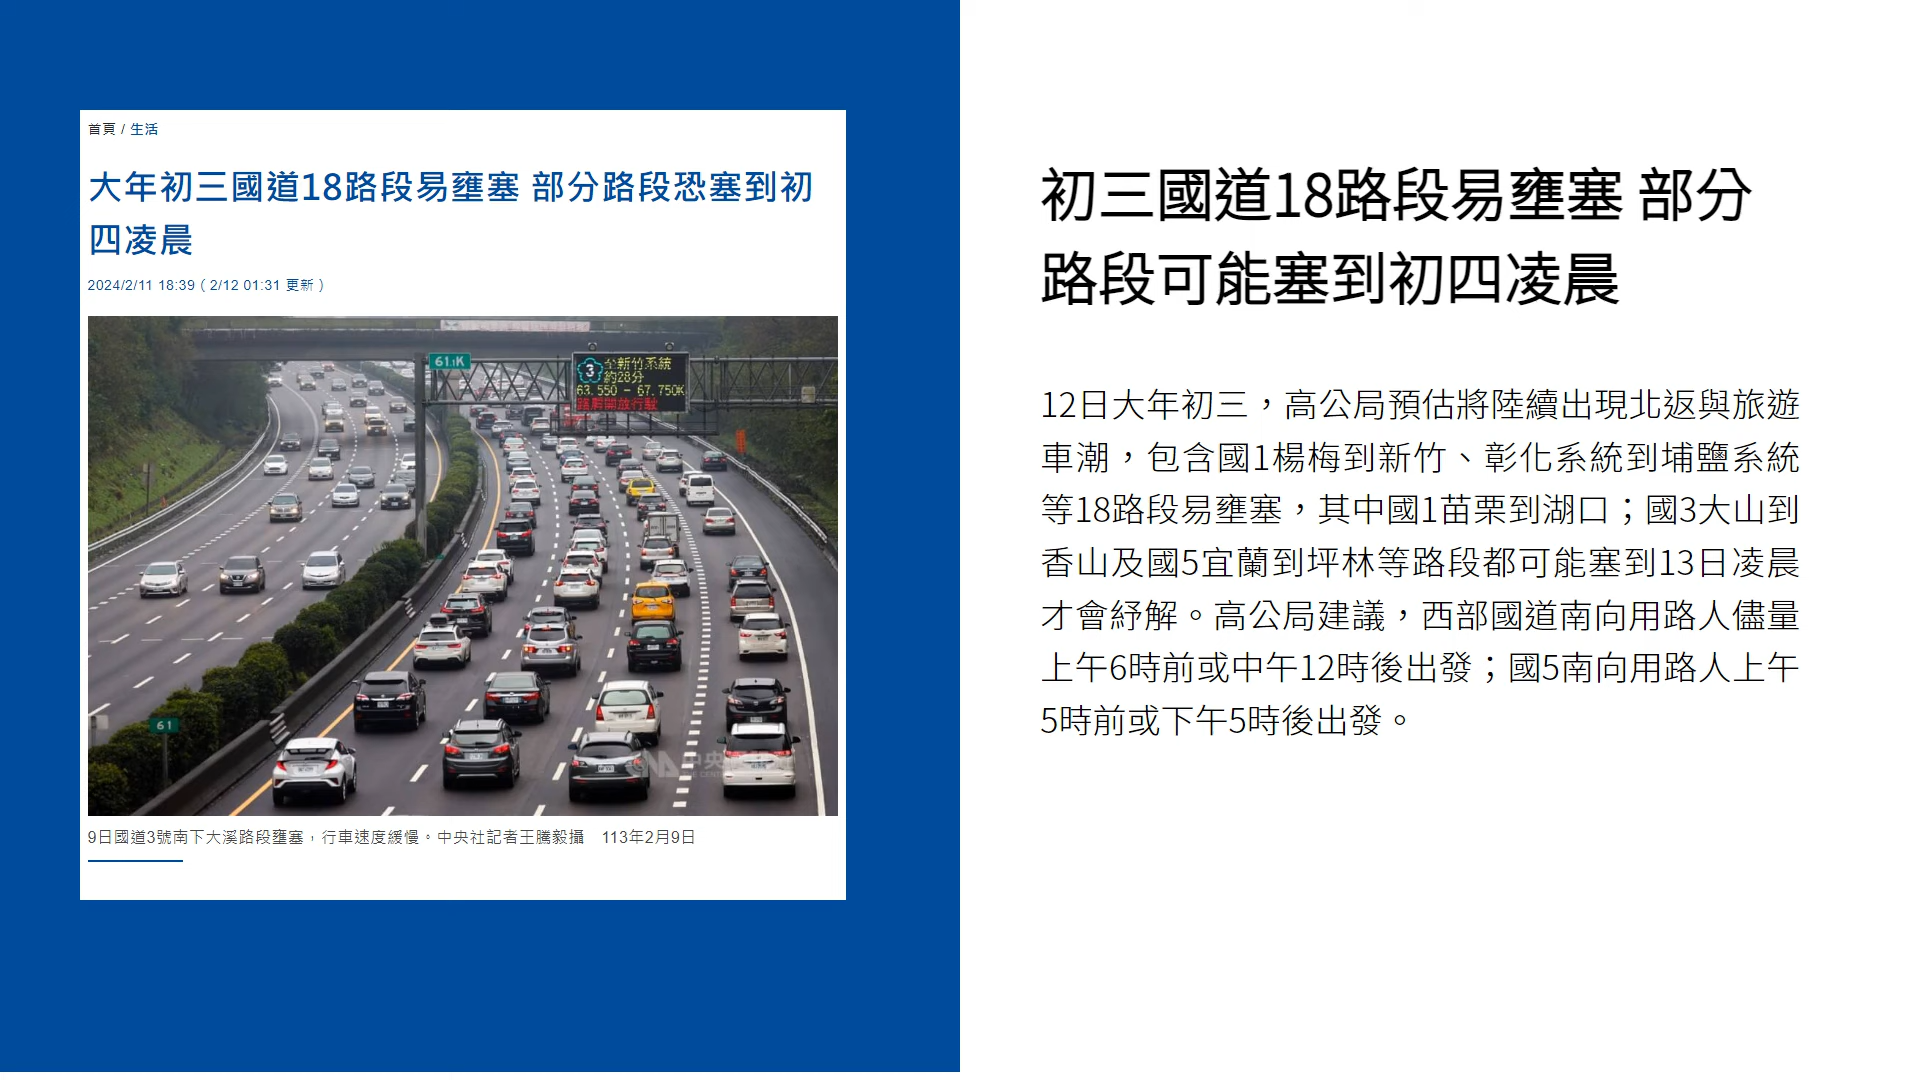 首頁 / 生活
大年初三國道18路段易壅塞 部分路段恐塞到初
四凌晨
2024/2/11 18:39（2/12 01:31 更新）
61.1K
3
全新竹系統
約28分
63.550 - 67.750K
路肩開放行駛
61
9日國道3號南下大溪路段壅塞，行車速度緩慢。中央社記者王騰毅攝 113年2月9日
初三國道18路段易壅塞 部分
路段可能塞到初四凌晨
12日大年初三，高公局預估將陸續出現北返與旅遊
車潮，包含國1楊梅到新竹、彰化系統到埔鹽系統
等18路段易壅塞，其中國1苗栗到湖口；國3大山到
香山及國5宜蘭到坪林等路段都可能塞到13日凌晨
才會紓解。高公局建議，西部國道南向用路人儘量
上午6時前或中午12時後出發；國5南向用路人上午
5時前或下午5時後出發。